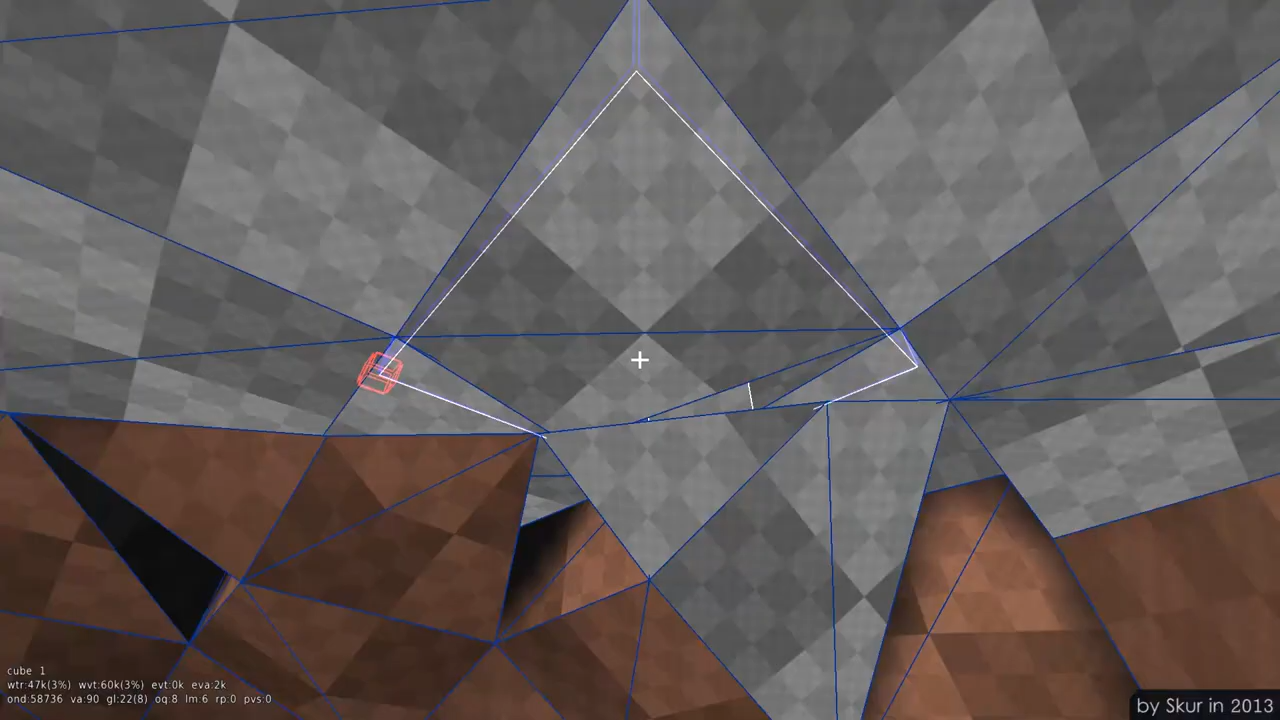 cube 1
wtr:47k(3%) wvt:60k(3%) evt:0k eva:2k
ond:58736 va:90 gl:22(8) oq:8 lm:6 rp:0 pvs:0
by Skur in 2013